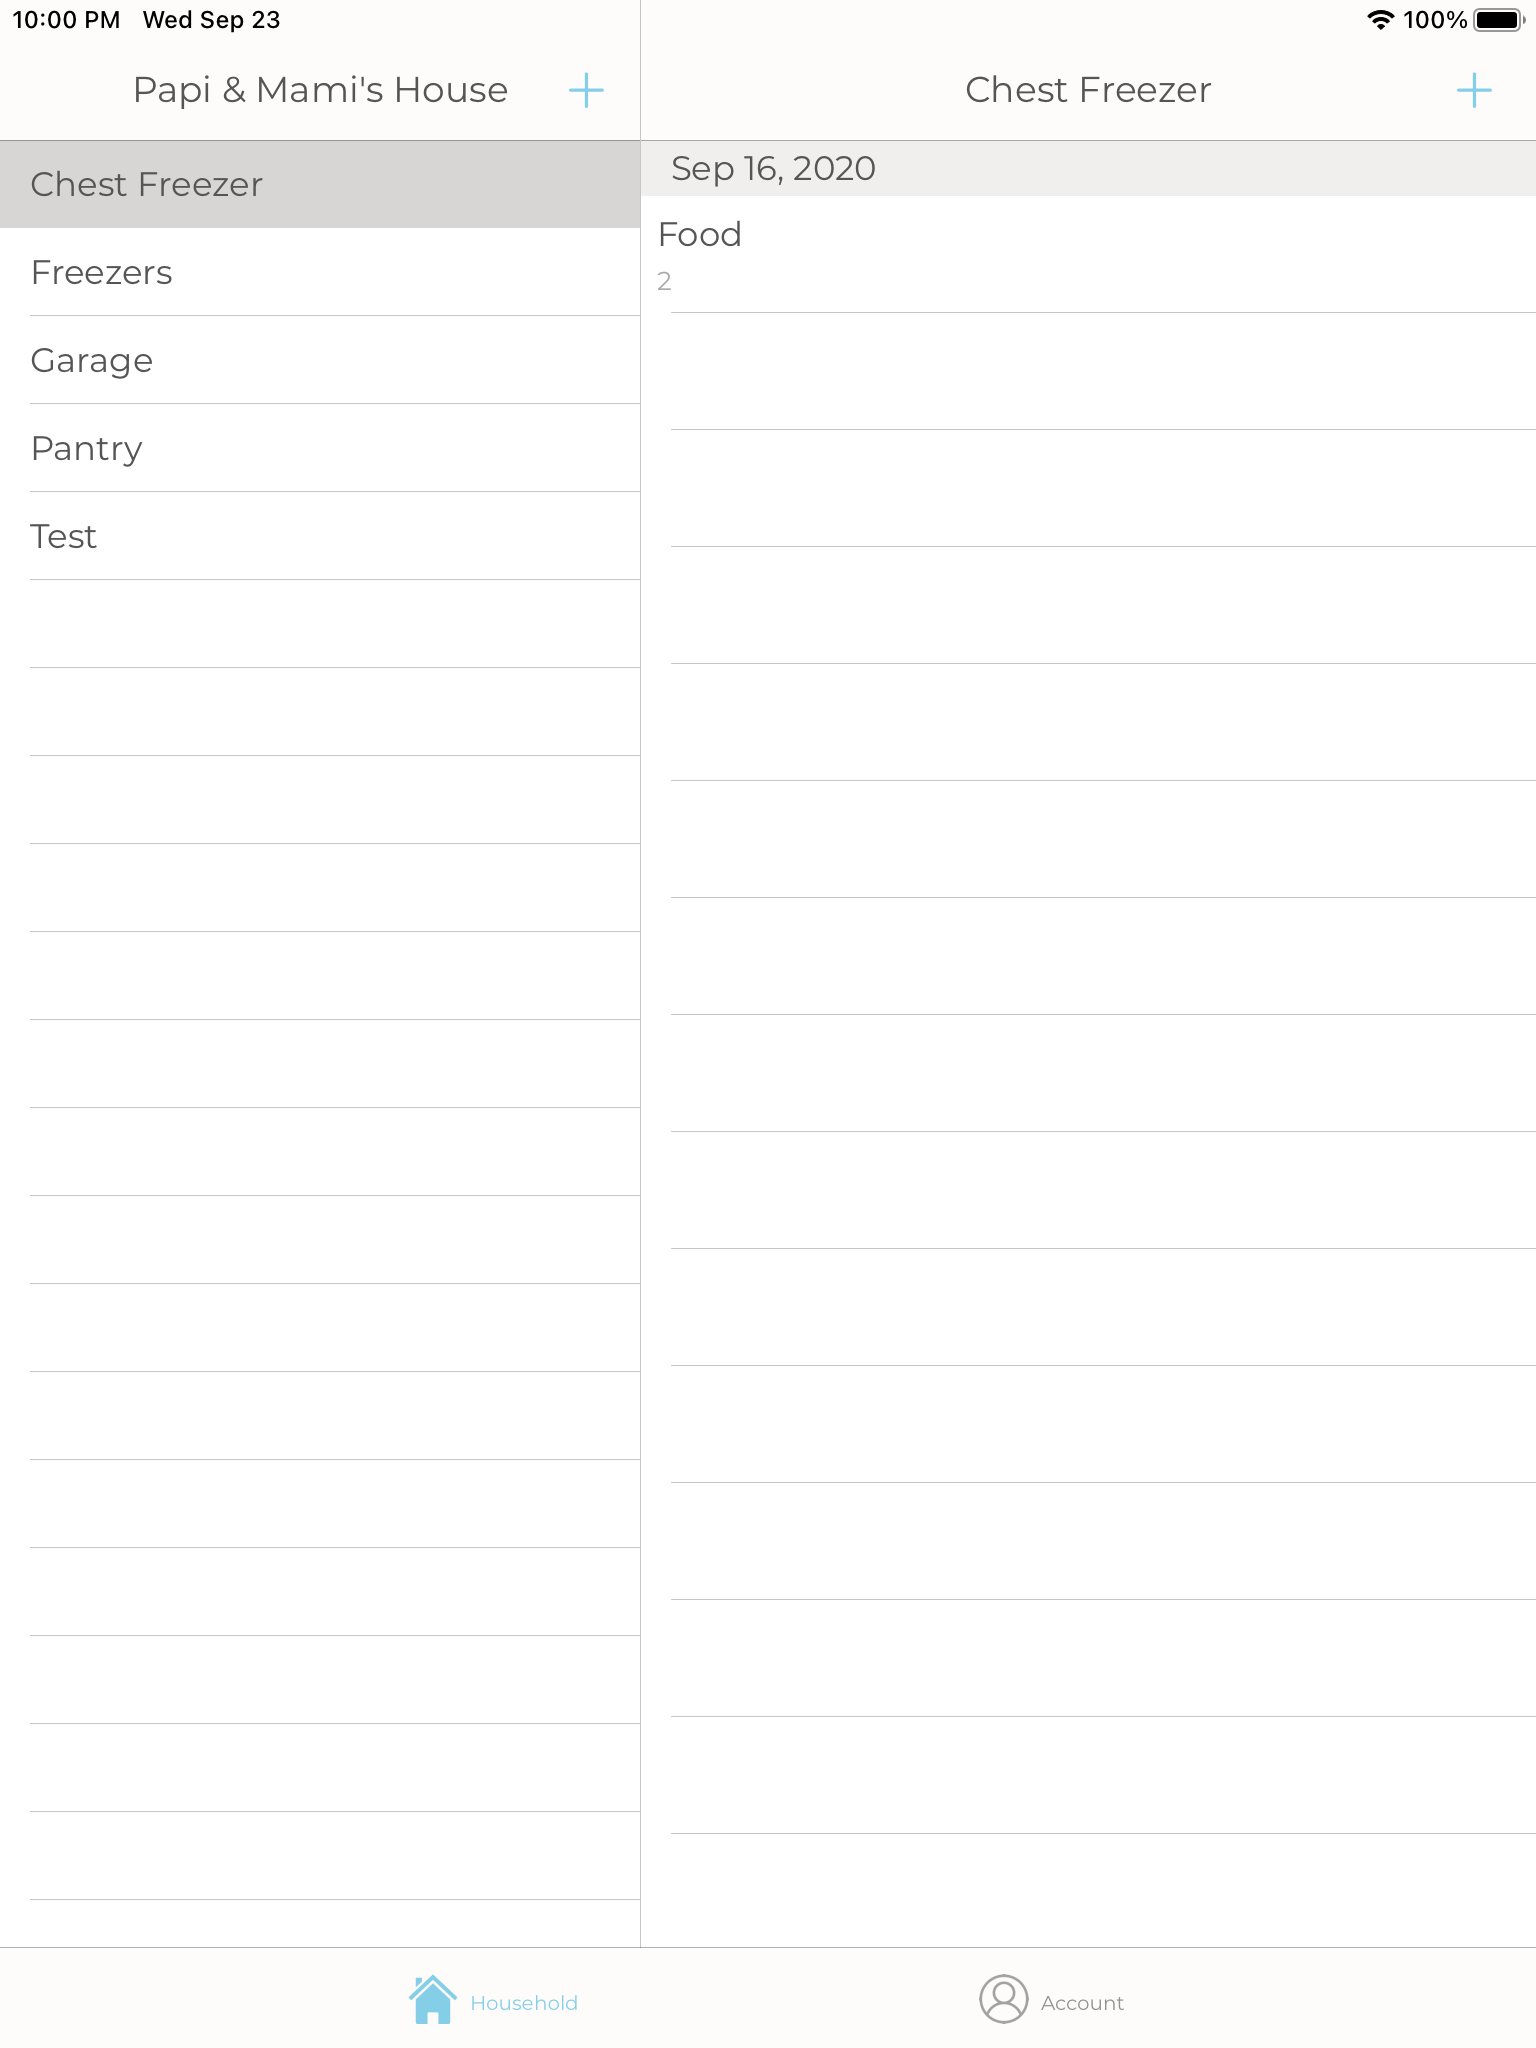 10:00 PM Wed Sep 23
100%
Papi & Mami's House
Chest Freezer
Freezers
Garage
Pantry
Test
Chest Freezer
Sep 16, 2020
Food
2
Household
Account